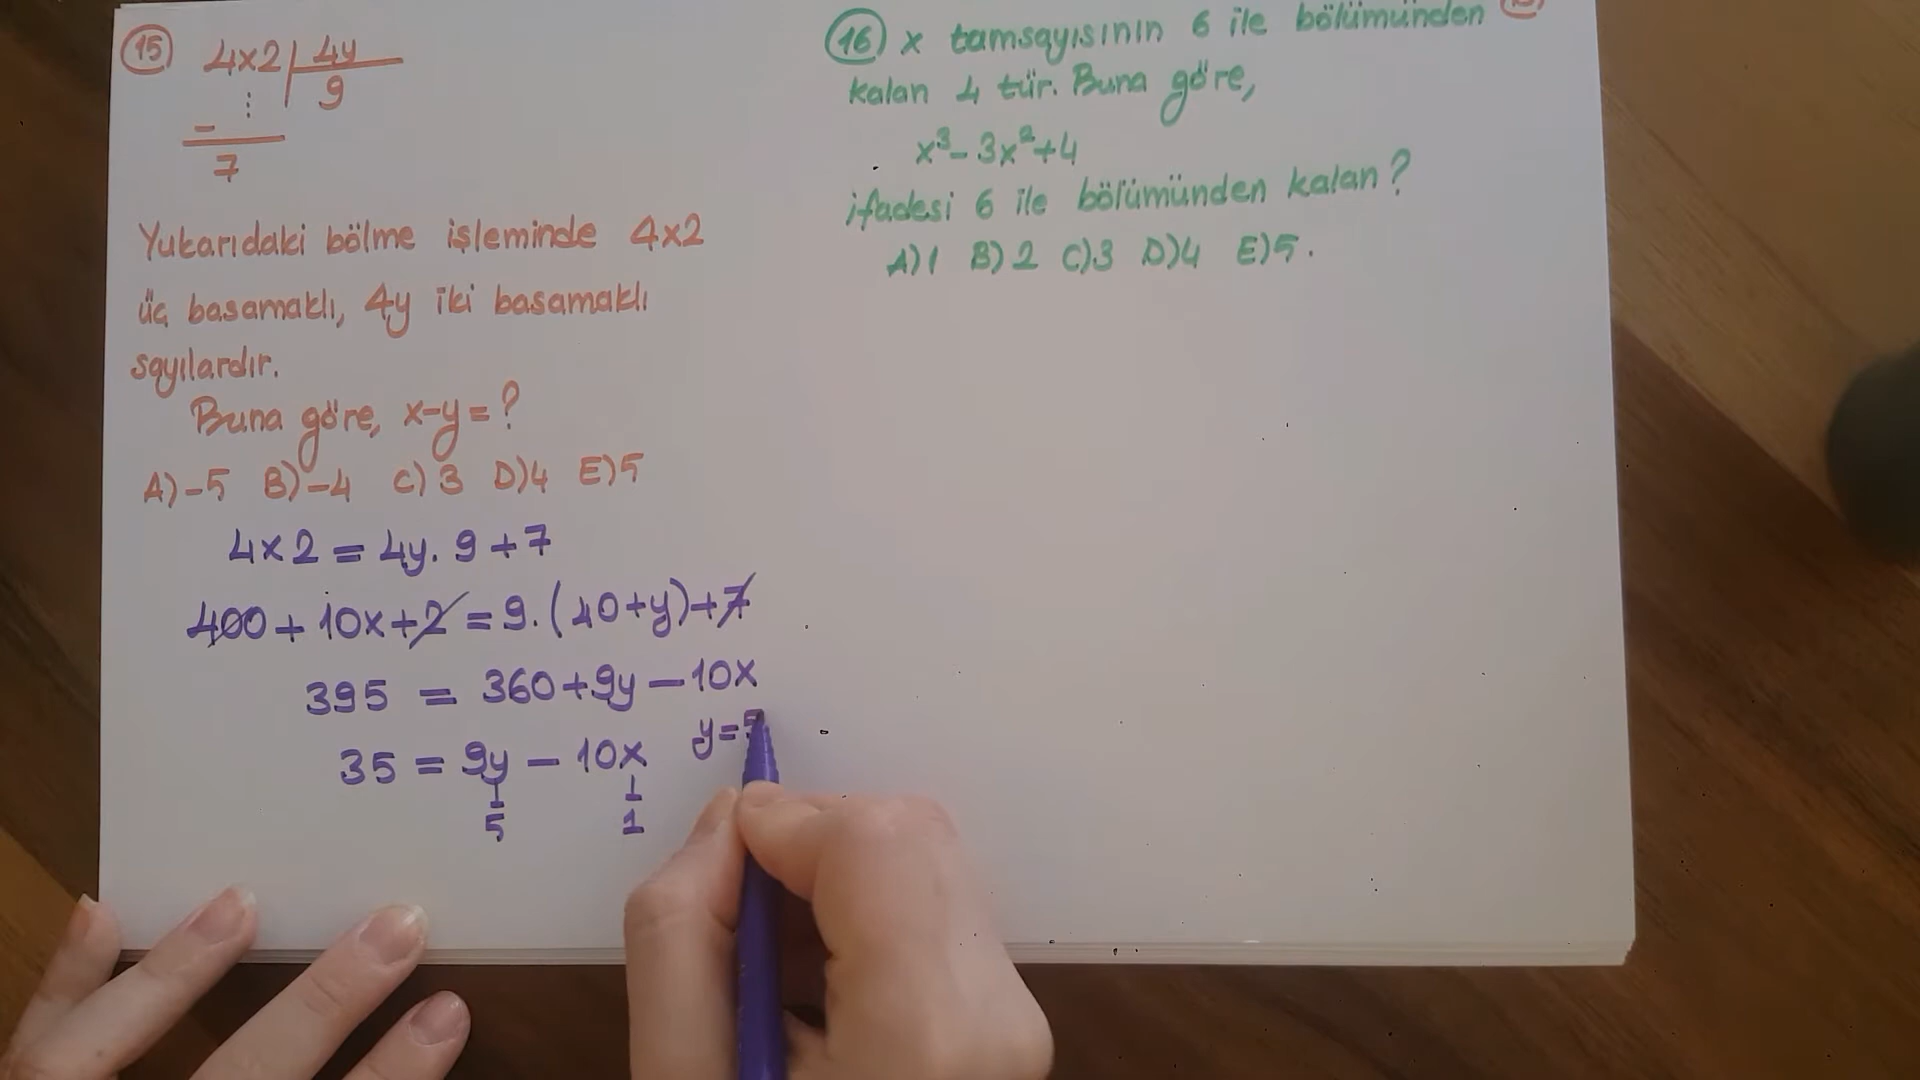 15 4x2 4y
9
-
7
Yukarıdaki bölme işleminde 4x2
üç basamaklı, 4y iki basamaklı
sayılardır.
Buna göre, x-y=?
A)-5 B)-4 C)3 D)4 E)5
4x2 = 4y. 9 + 7
400 + 10x + 2 = 9.(40+y)+7
395 = 360+9y - 10x
35 = 9y - 10x
5 1
y=5
16 x tamsayısının 6 ile bölümünden
kalan 4 tür. Buna göre,
x³-3x²+4
ifadesi 6 ile bölümünden kalan?
A)1 B)2 C)3 D)4 E)5.